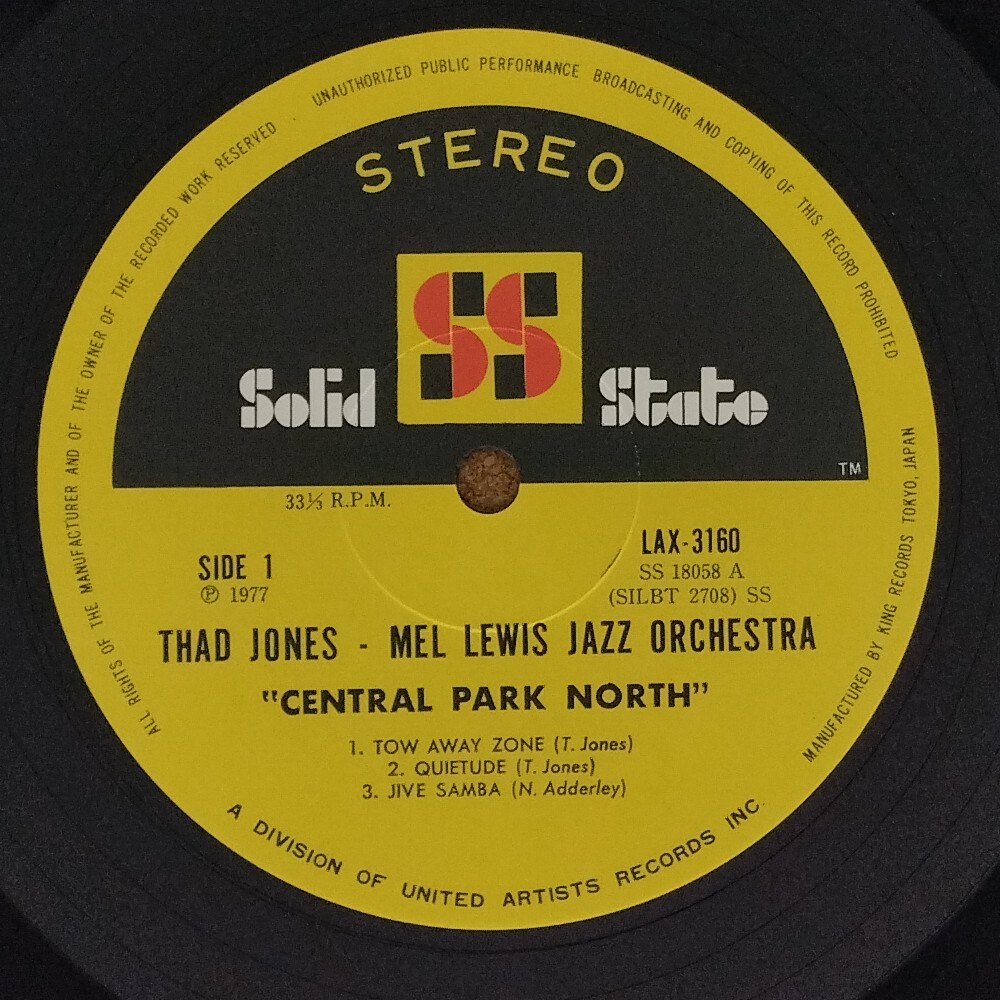 ALL RIGHTS OF THE MANUFACTURER AND OF THE OWNER OF THE RECORDED WORK RESERVED
UNAUTHORIZED PUBLIC PERFORMANCE BROADCASTING AND COPYING OF THIS RECORD PROHIBITED
STEREO
SS
Solid State
TM
33⅓ R.P.M.
SIDE 1
℗ 1977
LAX-3160
SS 18058 A
(SILBT 2708) SS
THAD JONES - MEL LEWIS JAZZ ORCHESTRA
"CENTRAL PARK NORTH"
1. TOW AWAY ZONE (T. Jones)
2. QUIETUDE (T. Jones)
3. JIVE SAMBA (N. Adderley)
A DIVISION OF UNITED ARTISTS RECORDS INC.
MANUFACTURED BY KING RECORDS TOKYO, JAPAN